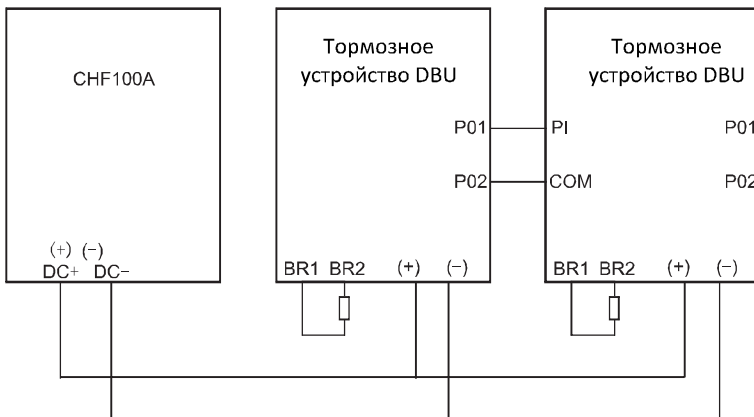 CHF100A
(+) (−)
DC+ DC−
Тормозное
устройство DBU
P01
P02
BR1 BR2 (+) (−)
Тормозное
устройство DBU
PI
COM
P01
P02
BR1 BR2 (+) (−)